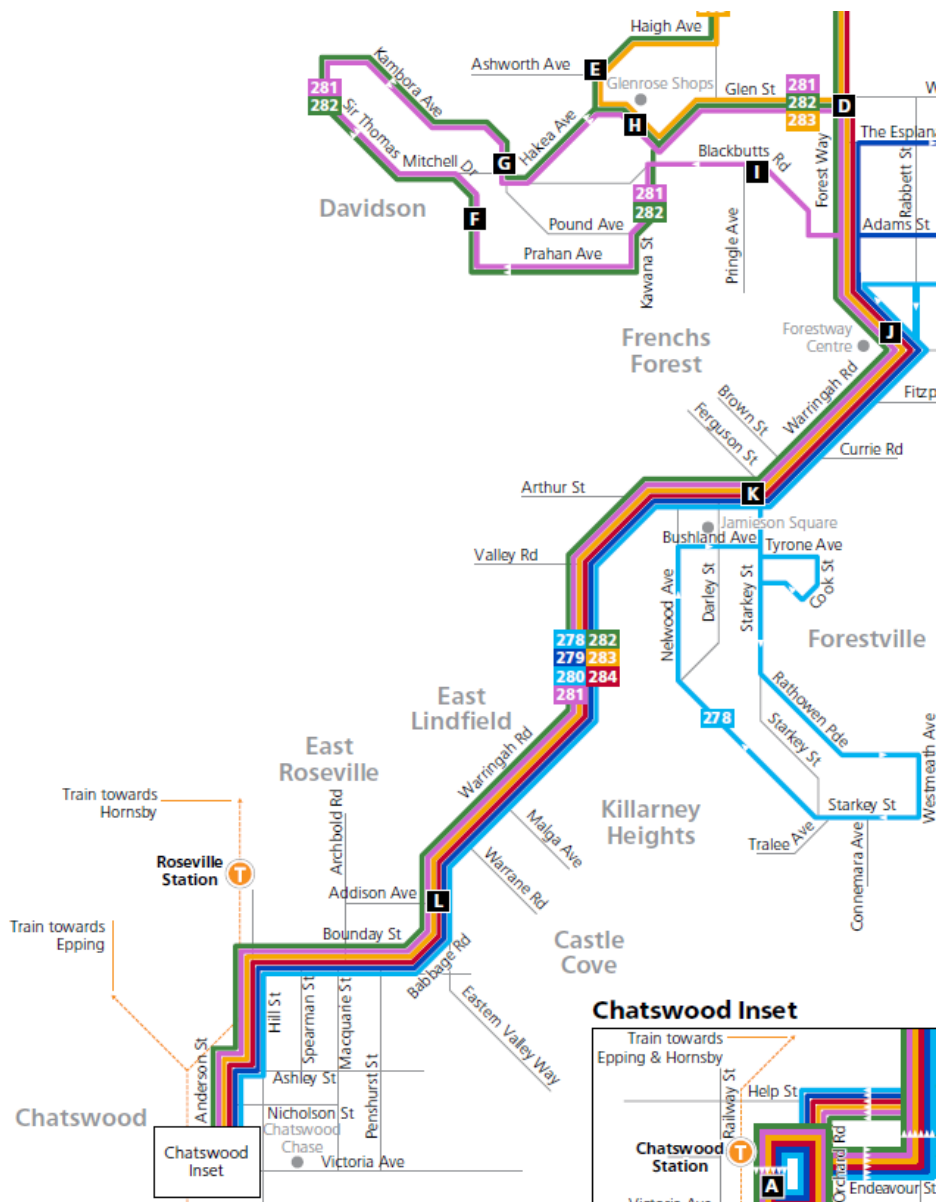 Haigh Ave
Ashworth Ave
E
Glenrose Shops
Glen St
281
282
283
D
W
Kambora Ave
281
282
Sir Thomas
Mitchell Dr
G
Hakea Ave
H
Blackbutts
Rd
I
Forest Way
The Esplana
Rabbett St
Adams St
Davidson
F
Pound Ave
Prahan Ave
281
282
Kawana St
Pringle Ave
Frenchs
Forest
Forestway
Centre
J
Warringah Rd
Fitzp
Brown St
Ferguson St
Currie Rd
Arthur St
K
Jamieson Square
Bushland Ave
Tyrone Ave
Valley Rd
Nelwood Ave
Darley St
Starkey St
Cook St
Forestville
278 282
279 283
280 284
281
East
Lindfield
278
Rathowen Pde
Starkey St
Westmeath Ave
East
Roseville
Warringah Rd
Killarney
Heights
Starkey St
Tralee Ave
Connemara Ave
Train towards
Hornsby
Archbold Rd
Malga Ave
Warrane Rd
Roseville
Station
T
Addison Ave
L
Train towards
Epping
Bounday St
Babbage Rd
Castle
Cove
Eastern Valley Way
Hill St
Spearman St
Macquarie St
Penshurst St
Anderson St
Ashley St
Chatswood
Nicholson St
Chatswood
Chase
Chatswood
Inset
Victoria Ave
Chatswood Inset
Train towards
Epping & Hornsby
Railway St
Help St
Chatswood
Station
T
A
Orchard Rd
Endeavour St